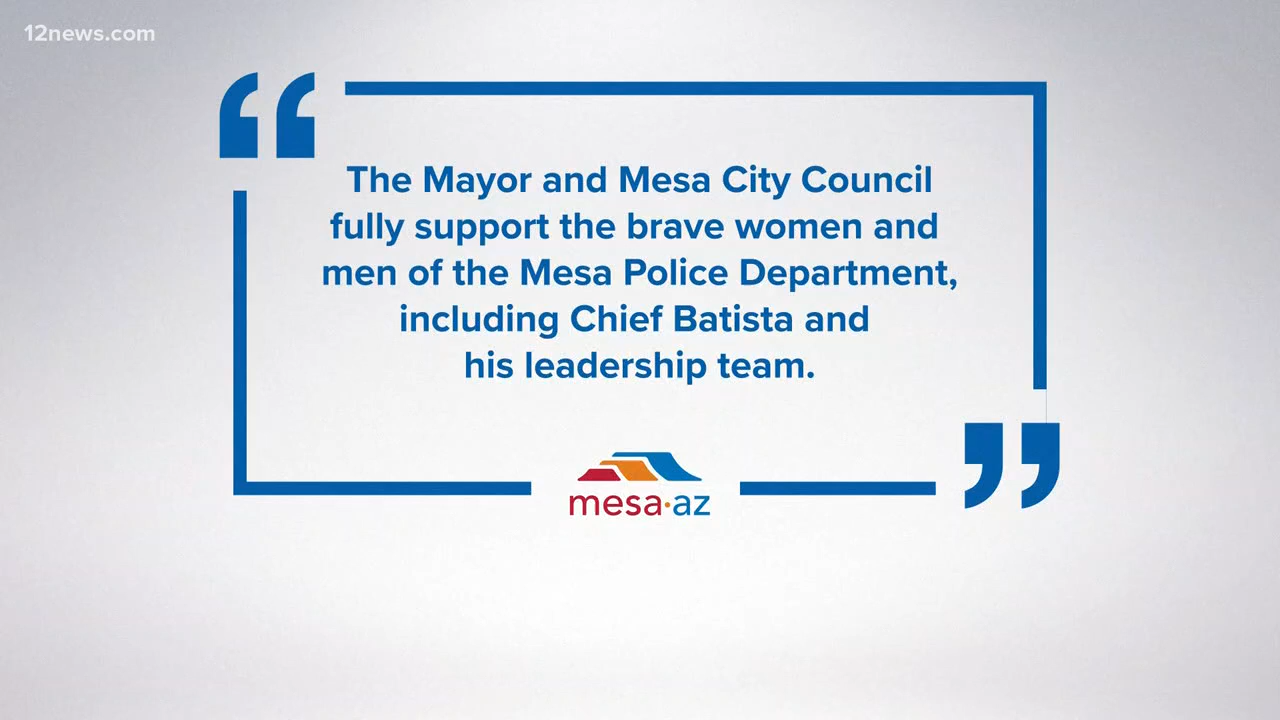 12news.com
“
The Mayor and Mesa City Council
fully support the brave women and
men of the Mesa Police Department,
including Chief Batista and
his leadership team.
”
mesa·az